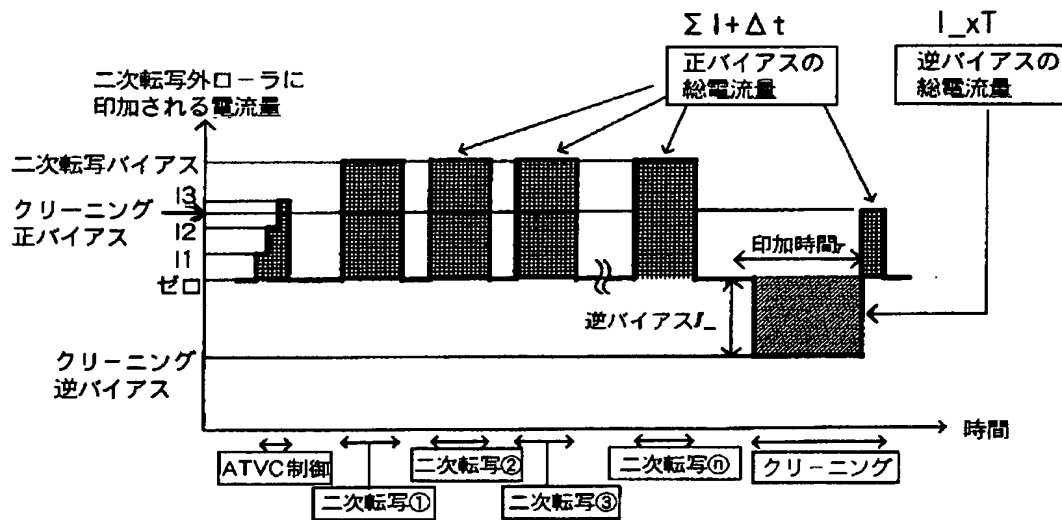 Σ I+Δt
I_xT
正バイアスの
総電流量
逆バイアスの
総電流量
二次転写外ローラに
印加される電流量
二次転写バイアス
I3
クリーニング
正バイアス
I2
I1
ゼロ
印加時間
逆バイアスI_
クリーニング
逆バイアス
時間
ATVC制御
二次転写①
二次転写②
二次転写③
二次転写ⓝ
クリーニング